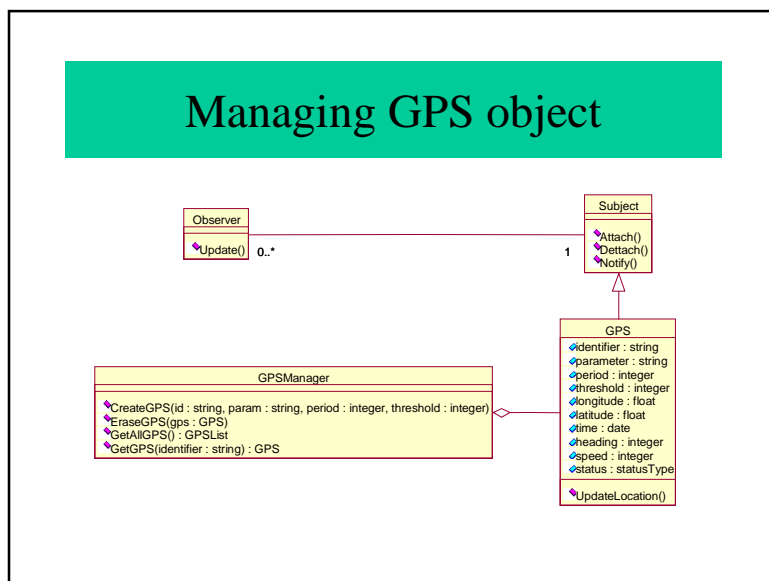 Managing GPS object
Observer
Update()
0..*
1
Subject
Attach()
Dettach()
Notify()
GPS
identifier : string
parameter : string
period : integer
threshold : integer
longitude : float
latitude : float
time : date
heading : integer
speed : integer
status : statusType
UpdateLocation()
GPSManager
CreateGPS(id : string, param : string, period : integer, threshold : integer)
EraseGPS(gps : GPS)
GetAllGPS() : GPSList
GetGPS(identifier : string) : GPS